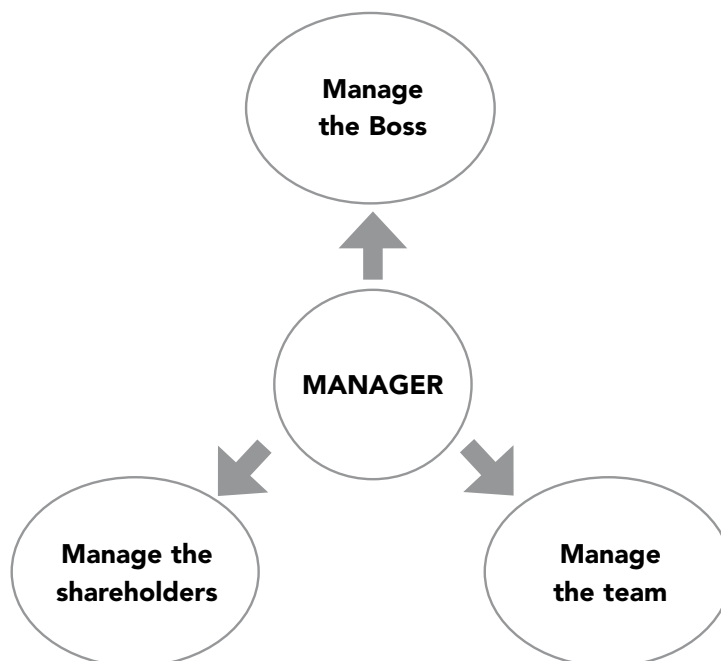 Manage
the Boss
MANAGER
Manage the
shareholders
Manage
the team